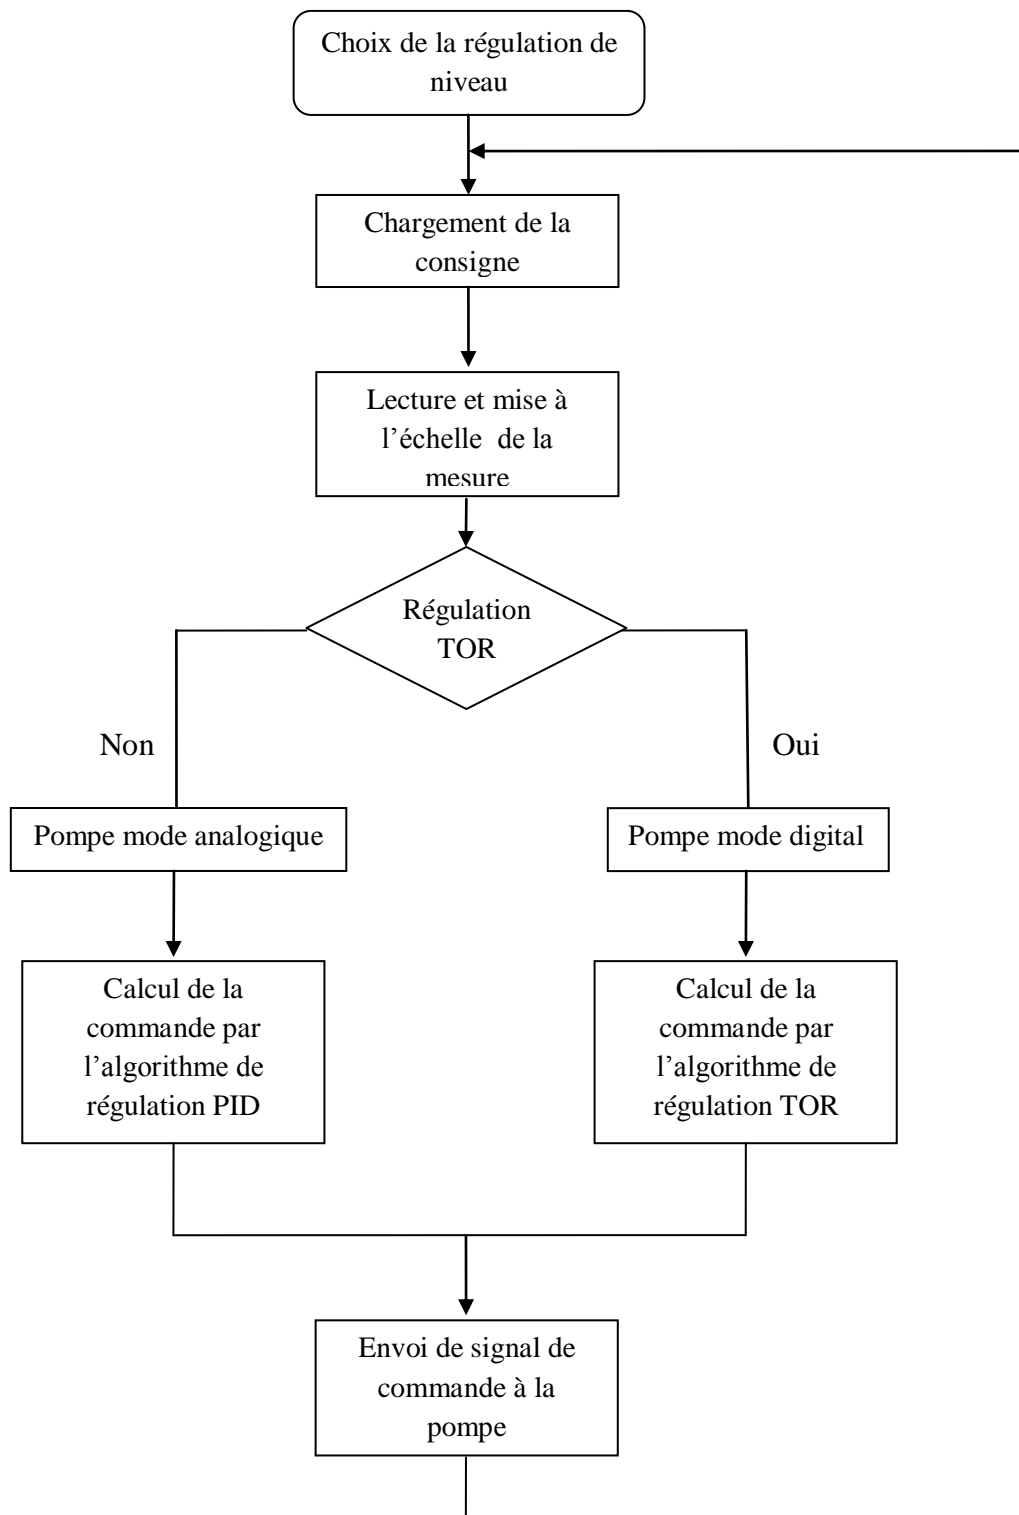 Choix de la régulation de
niveau
Chargement de la
consigne
Lecture et mise à
l’échelle  de la
mesure
Régulation
TOR
Non
Oui
Pompe mode analogique
Pompe mode digital
Calcul de la
commande par
l’algorithme de
régulation PID
Calcul de la
commande par
l’algorithme de
régulation TOR
Envoi de signal de
commande à la
pompe